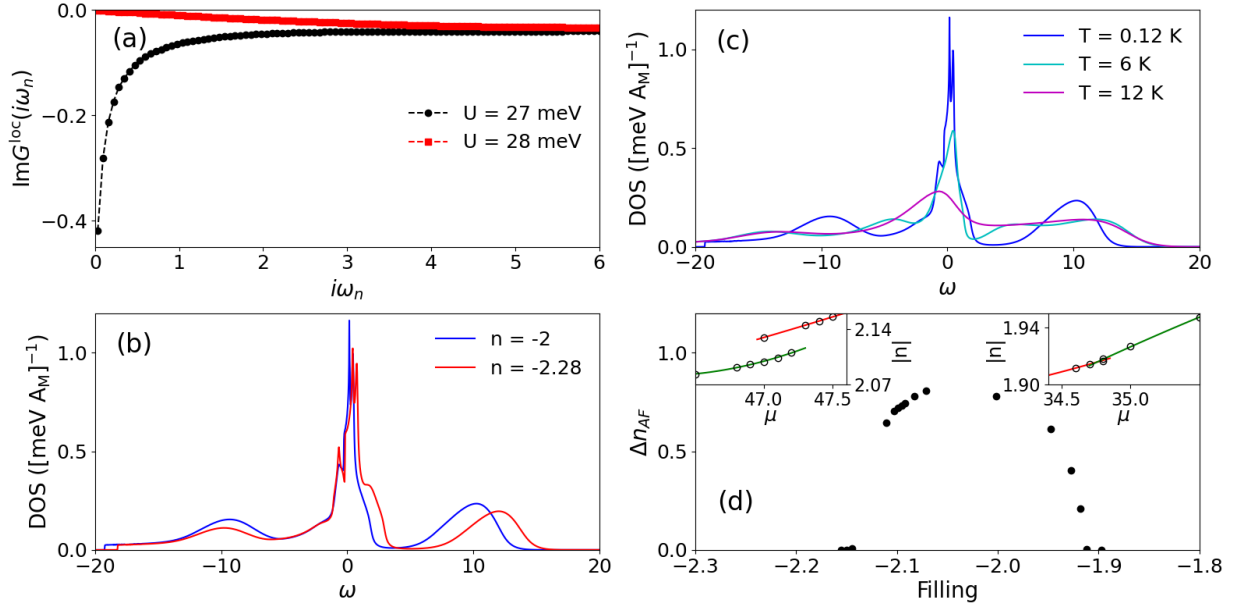 0.0
−0.2
−0.4
ImG^loc(iω_n)
(a)
U = 27 meV
U = 28 meV
0 1 2 3 4 5 6
iω_n
1.0
0.5
0.0
DOS ([meV A_M]^−1
(c)
T = 0.12 K
T = 6 K
T = 12 K
−20 −10 0 10 20
ω
1.0
0.5
0.0
DOS ([meV A_M]^−1
(b)
n = -2
n = -2.28
−20 −10 0 10 20
ω
1.0
0.5
0.0
Δn_AF
2.14
2.07
|n|
47.0 47.5
μ
|n|
1.94
1.90
34.5 35.0
μ
(d)
−2.3 −2.2 −2.1 −2.0 −1.9 −1.8
Filling